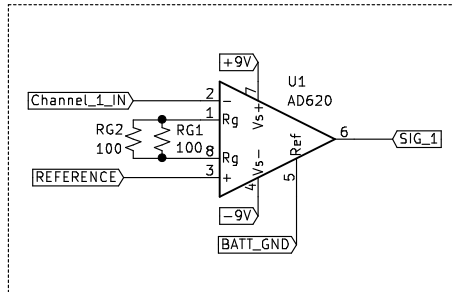 +9V
U1
AD620
Channel_1_IN
2
-
7
Vs+
1
Rg
RG2
100
RG1
100
6
SIG_1
Ref
8
Rg
REFERENCE
3
+
Vs-
4
5
-9V
BATT_GND